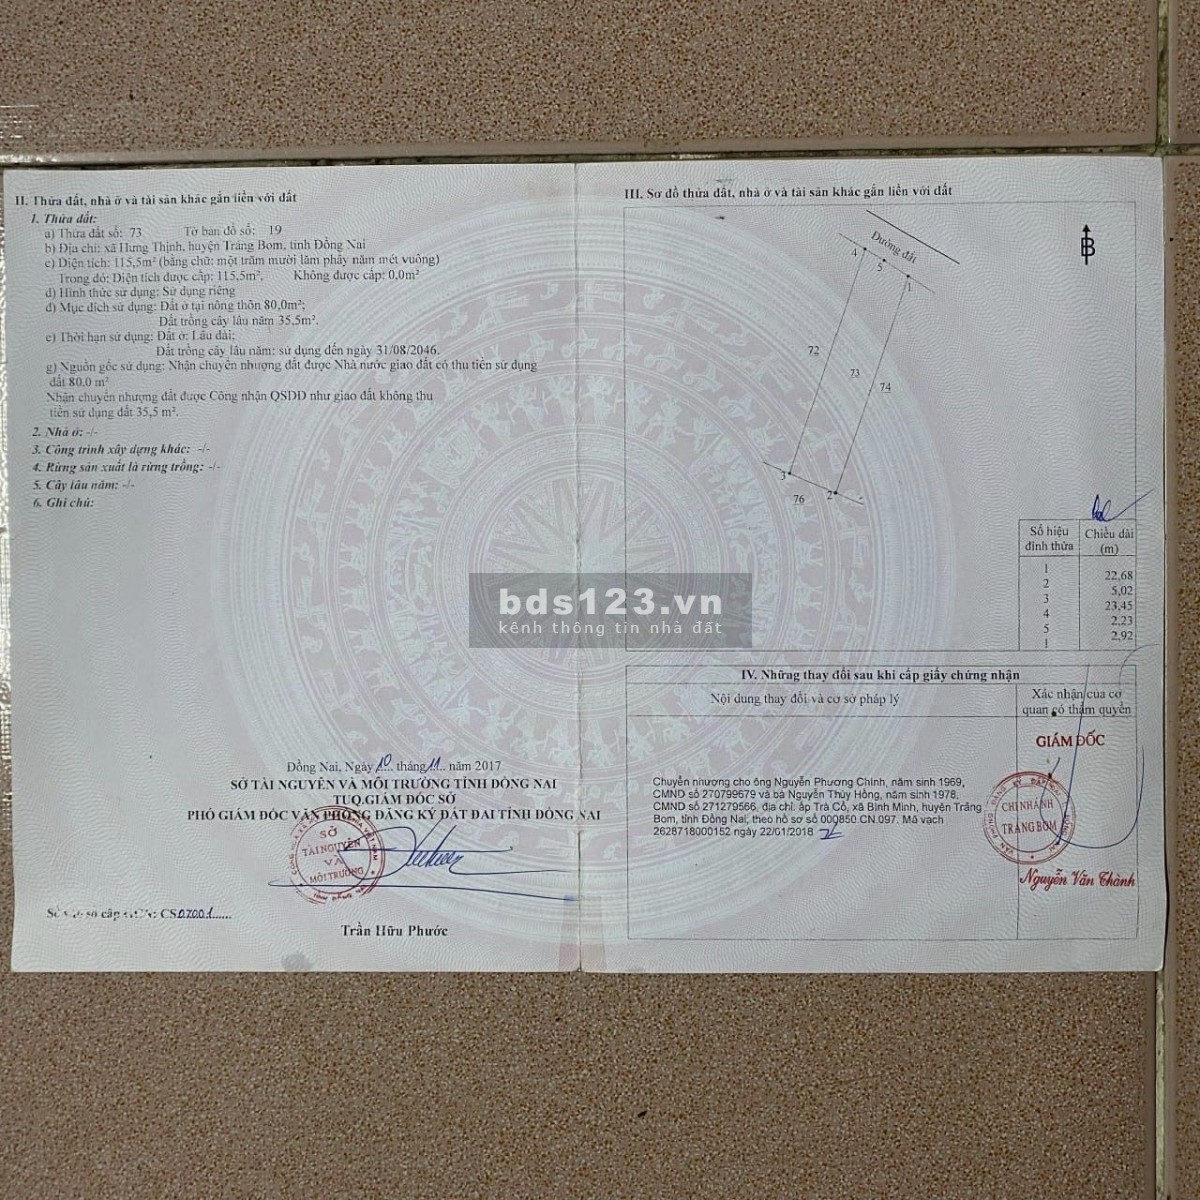 II. Thửa đất, nhà ở và tài sản khác gắn liền với đất
1. Thửa đất:
a) Thửa đất số: 73 Tờ bản đồ số: 19
b) Địa chỉ: xã Hưng Thịnh, huyện Trảng Bom, tỉnh Đồng Nai
c) Diện tích: 115,5m² (bằng chữ: một trăm mười lăm phẩy năm mét vuông)
Trong đó: Diện tích được cấp: 115,5m², Không được cấp: 0,0m²
d) Hình thức sử dụng: Sử dụng riêng
đ) Mục đích sử dụng: Đất ở tại nông thôn 80,0m²;
Đất trồng cây lâu năm 35,5m².
e) Thời hạn sử dụng: Đất ở: Lâu dài;
Đất trồng cây lâu năm: sử dụng đến ngày 31/08/2046.
g) Nguồn gốc sử dụng: Nhận chuyển nhượng đất được Nhà nước giao đất có thu tiền sử dụng
đất 80,0 m²
Nhận chuyển nhượng đất được Công nhận QSDĐ như giao đất không thu
tiền sử dụng đất 35,5 m².
2. Nhà ở: -/-
3. Công trình xây dựng khác: -/-
4. Rừng sản xuất là rừng trồng: -/-
5. Cây lâu năm: -/-
6. Ghi chú:
Đồng Nai, Ngày 10 tháng 11 năm 2017
SỞ TÀI NGUYÊN VÀ MÔI TRƯỜNG TỈNH ĐỒNG NAI
TUQ.GIÁM ĐỐC SỞ
PHÓ GIÁM ĐỐC VĂN PHÒNG ĐĂNG KÝ ĐẤT ĐAI TỈNH ĐỒNG NAI
SỞ
TÀI NGUYÊN
VÀ
MÔI TRƯỜNG
Trần Hữu Phước
Số vào sổ cấp GCN: CS07001......
III. Sơ đồ thửa đất, nhà ở và tài sản khác gắn liền với đất
Đường đất
B
4
5
1
72
73
74
3
76
2
Số hiệu đỉnh thửa
Chiều dài (m)
1
22,68
2
5,02
3
23,45
4
2,23
5
2,92
1
bds123.vn
kênh thông tin nhà đất
IV. Những thay đổi sau khi cấp giấy chứng nhận
Nội dung thay đổi và cơ sở pháp lý
Xác nhận của cơ
quan có thẩm quyền
Chuyển nhượng cho ông Nguyễn Phương Chinh, năm sinh 1969,
CMND số 270799679 và bà Nguyễn Thúy Hồng, năm sinh 1978,
CMND số 271279566, địa chỉ: ấp Trà Cổ, xã Bình Minh, huyện Trảng
Bom, tỉnh Đồng Nai, theo hồ sơ số 000850.CN.097. Mã vạch
2628718000152 ngày 22/01/2018
GIÁM ĐỐC
CHI NHÁNH
TRẢNG BOM
Nguyễn Văn Thành